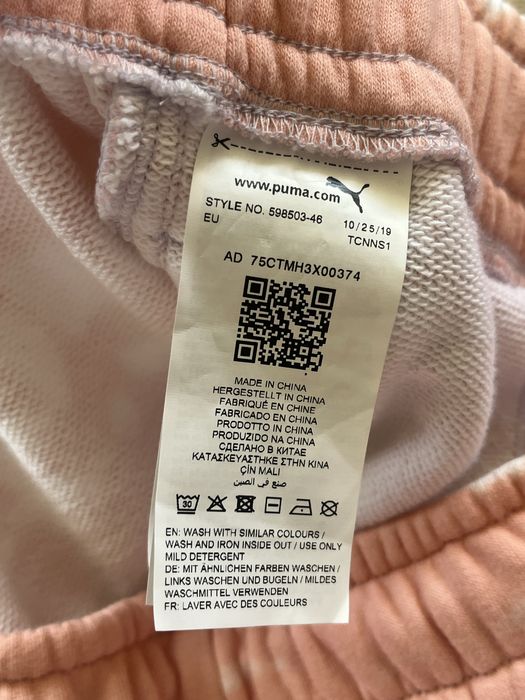 www.puma.com
STYLE NO. 598503-46
EU
10/25/19
TCNNS1
AD 75CTMH3X00374
MADE IN CHINA
HERGESTELLT IN CHINA
FABRIQUÉ EN CHINE
FABRICADO EN CHINA
PRODOTTO IN CHINA
PRODUZIDO NA CHINA
СДЕЛАНО В КИТАЕ
ΚΑΤΑΣΚΕΥΑΣΤΗΚΕ ΣΤΗΝ ΚΙΝΑ
ÇİN MALI
صنع في الصين
30
EN: WASH WITH SIMILAR COLOURS /
WASH AND IRON INSIDE OUT / USE ONLY
MILD DETERGENT
DE: MIT ÄHNLICHEN FARBEN WASCHEN /
LINKS WASCHEN UND BUGELN / MILDES
WASCHMITTEL VERWENDEN
FR: LAVER AVEC DES COULEURS